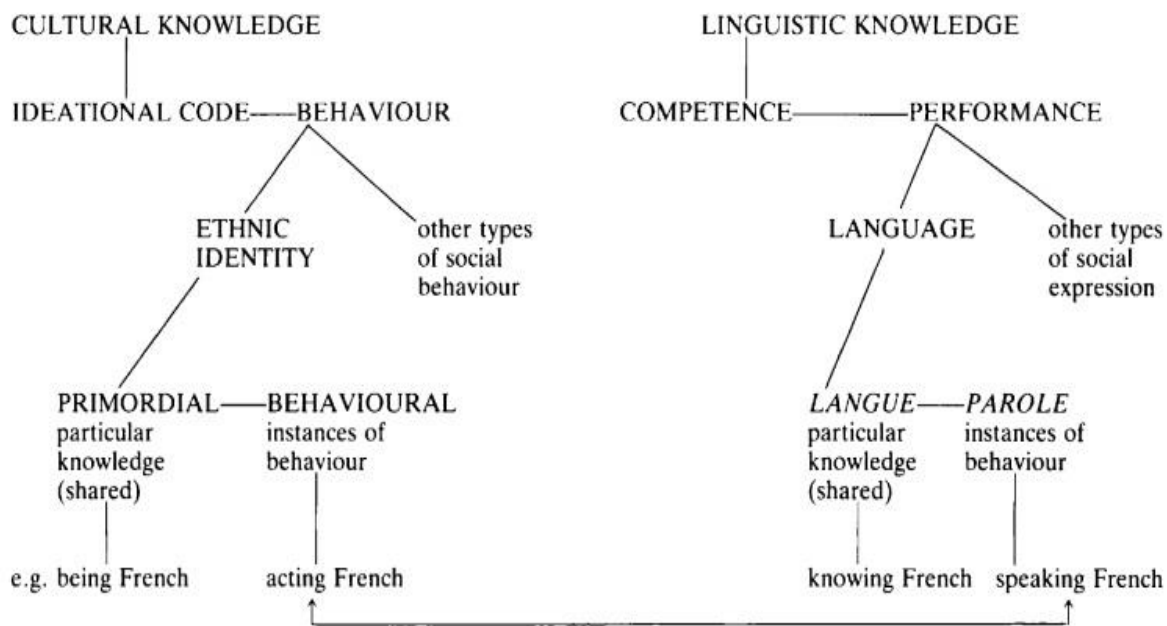 CULTURAL KNOWLEDGE
LINGUISTIC KNOWLEDGE
IDEATIONAL CODE BEHAVIOUR
COMPETENCE PERFORMANCE
ETHNIC
IDENTITY
other types
of social
behaviour
LANGUAGE
other types
of social
expression
PRIMORDIAL BEHAVIOURAL
particular
knowledge
(shared)
instances of
behaviour
LANGUE PAROLE
particular
knowledge
(shared)
instances of
behaviour
e.g. being French
acting French
knowing French
speaking French